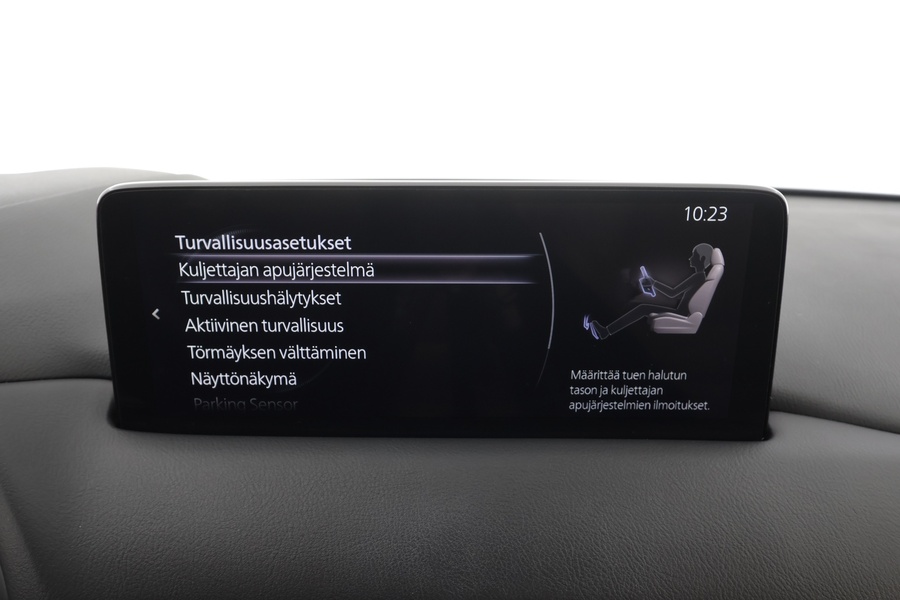 10:23
Turvallisuusasetukset
Kuljettajan apujärjestelmä
Turvallisuushälytykset
Aktiivinen turvallisuus
Törmäyksen välttäminen
Näyttönäkymä
Parking Sensor
Määrittää tuen halutun
tason ja kuljettajan
apujärjestelmien ilmoitukset.